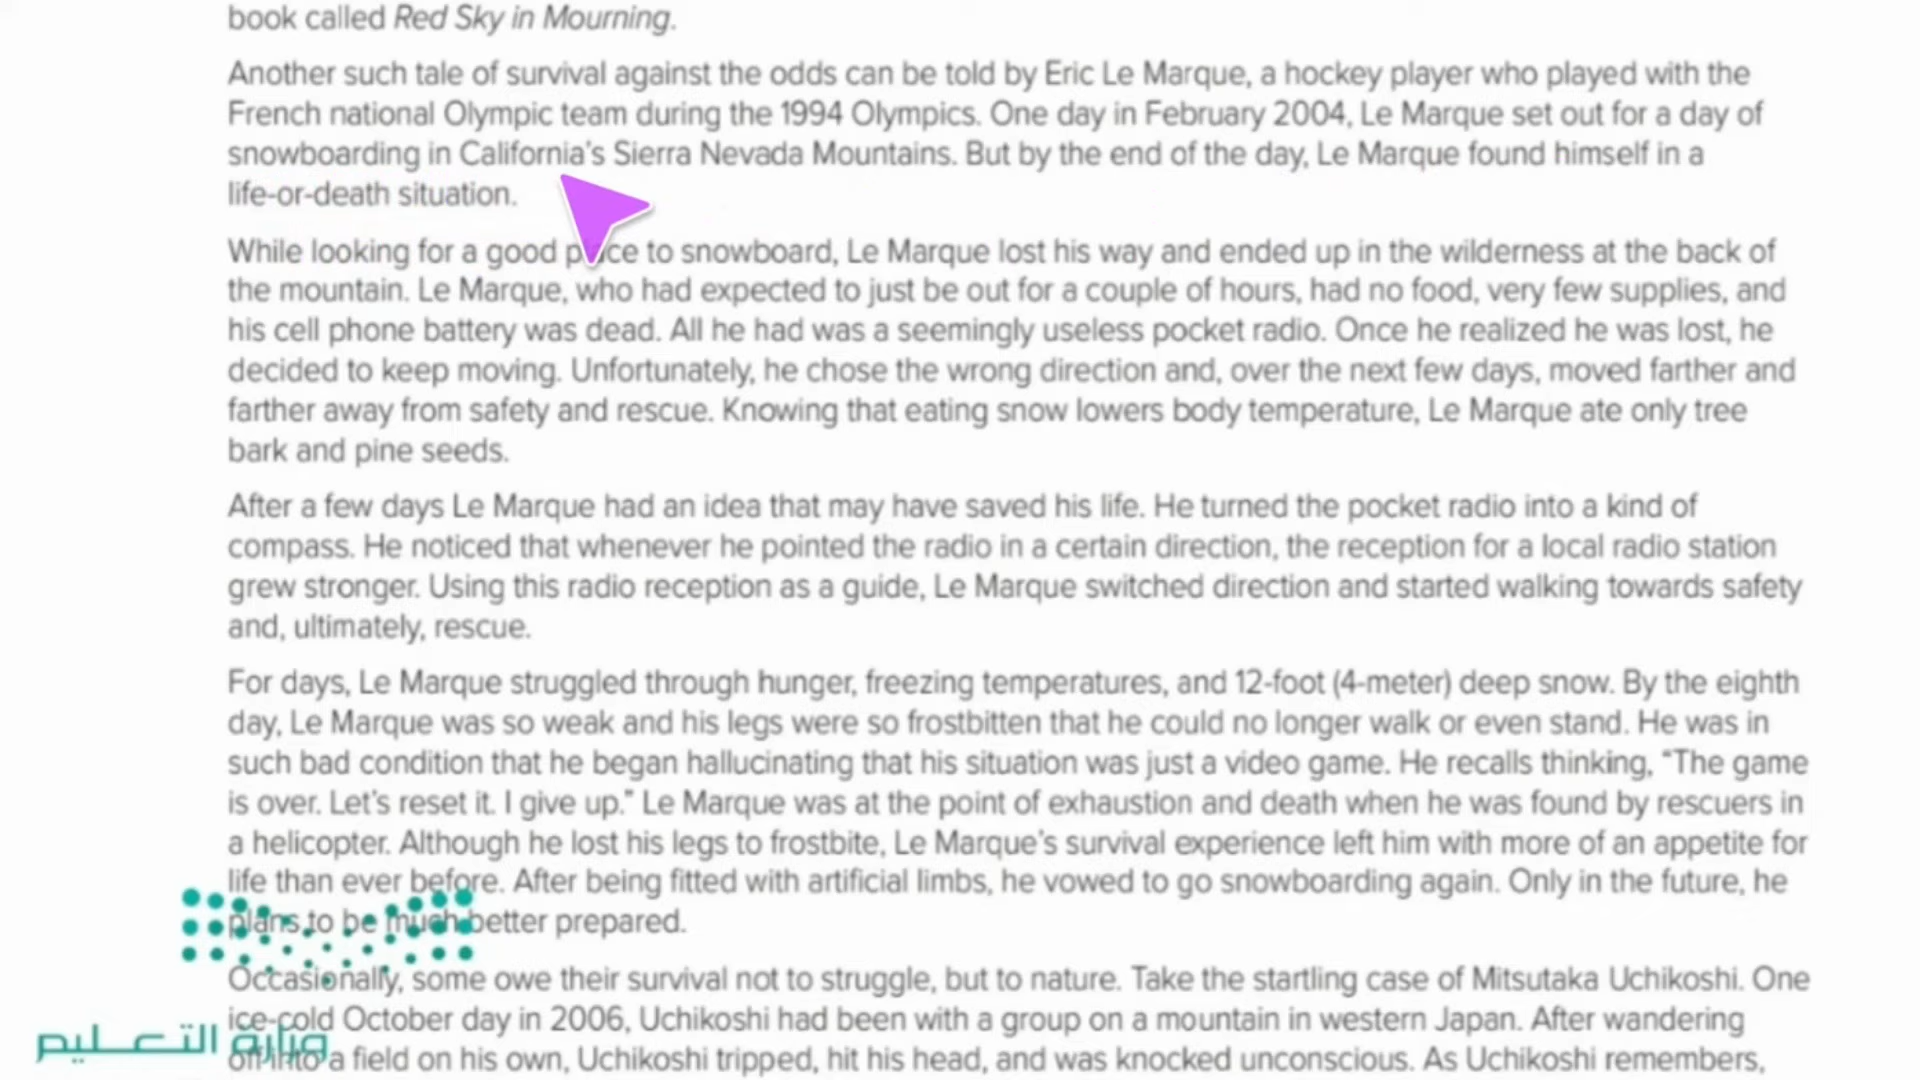 book called Red Sky in Mourning.
Another such tale of survival against the odds can be told by Eric Le Marque, a hockey player who played with the
French national Olympic team during the 1994 Olympics. One day in February 2004, Le Marque set out for a day of
snowboarding in California's Sierra Nevada Mountains. But by the end of the day, Le Marque found himself in a
life-or-death situation.
While looking for a good place to snowboard, Le Marque lost his way and ended up in the wilderness at the back of
the mountain. Le Marque, who had expected to just be out for a couple of hours, had no food, very few supplies, and
his cell phone battery was dead. All he had was a seemingly useless pocket radio. Once he realized he was lost, he
decided to keep moving. Unfortunately, he chose the wrong direction and, over the next few days, moved farther and
farther away from safety and rescue. Knowing that eating snow lowers body temperature, Le Marque ate only tree
bark and pine seeds.
After a few days Le Marque had an idea that may have saved his life. He turned the pocket radio into a kind of
compass. He noticed that whenever he pointed the radio in a certain direction, the reception for a local radio station
grew stronger. Using this radio reception as a guide, Le Marque switched direction and started walking towards safety
and, ultimately, rescue.
For days, Le Marque struggled through hunger, freezing temperatures, and 12-foot (4-meter) deep snow. By the eighth
day, Le Marque was so weak and his legs were so frostbitten that he could no longer walk or even stand. He was in
such bad condition that he began hallucinating that his situation was just a video game. He recalls thinking, "The game
is over. Let's reset it. I give up." Le Marque was at the point of exhaustion and death when he was found by rescuers in
a helicopter. Although he lost his legs to frostbite, Le Marque's survival experience left him with more of an appetite for
life than ever before. After being fitted with artificial limbs, he vowed to go snowboarding again. Only in the future, he
plans to be much better prepared.
Occasionally, some owe their survival not to struggle, but to nature. Take the startling case of Mitsutaka Uchikoshi. One
ice-cold October day in 2006, Uchikoshi had been with a group on a mountain in western Japan. After wandering
off into a field on his own, Uchikoshi tripped, hit his head, and was knocked unconscious. As Uchikoshi remembers,
وزارة التعليم